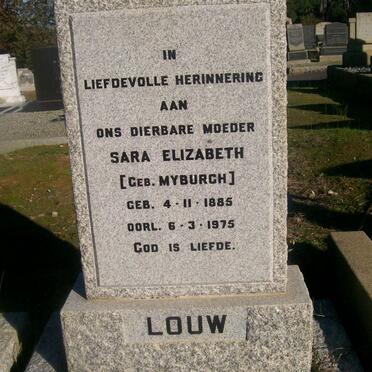 IN
LIEFDEVOLLE HERINNERING
AAN
ONS DIERBARE MOEDER
SARA ELIZABETH
[GEB. MYBURGH]
GEB. 4·11·1885
OORL. 6·3·1975
GOD IS LIEFDE.
LOUW